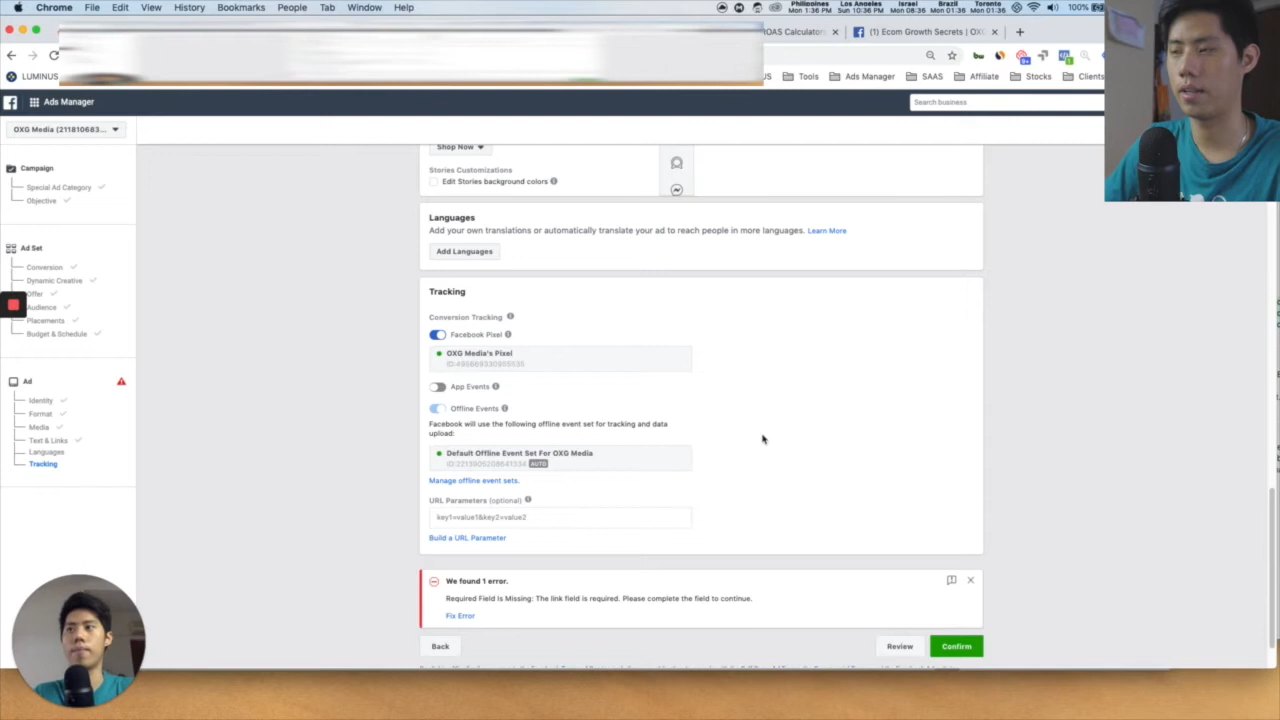 Chrome File Edit View History Bookmarks People Tab Window Help
Philippines Mon 1:36 PM
Los Angeles Sun 10:36 PM
Israel Mon 08:36
Brazil Mon 01:36
Toronto Mon 01:36
100%
ROAS Calculator
(1) Ecom Growth Secrets | OX
LUMINUS
US Tools Ads Manager SAAS Affiliate Stocks Clients
Ads Manager
Search business
OXG Media (211810683...
Campaign
Special Ad Category
Objective
Ad Set
Conversion
Dynamic Creative
Offer
Audience
Placements
Budget & Schedule
Ad
Identity
Format
Media
Text & Links
Languages
Tracking
Shop Now
Stories Customizations
Edit Stories background colors
Languages
Add your own translations or automatically translate your ad to reach people in more languages. Learn More
Add Languages
Tracking
Conversion Tracking
Facebook Pixel
OXG Media's Pixel
App Events
Offline Events
Facebook will use the following offline event set for tracking and data
upload:
Default Offline Event Set For OXG Media
AUTO
Manage offline event sets.
URL Parameters (optional)
key1=value1&key2=value2
Build a URL Parameter
We found 1 error.
Required Field Is Missing: The link field is required. Please complete the field to continue.
Fix Error
Back
Review
Confirm